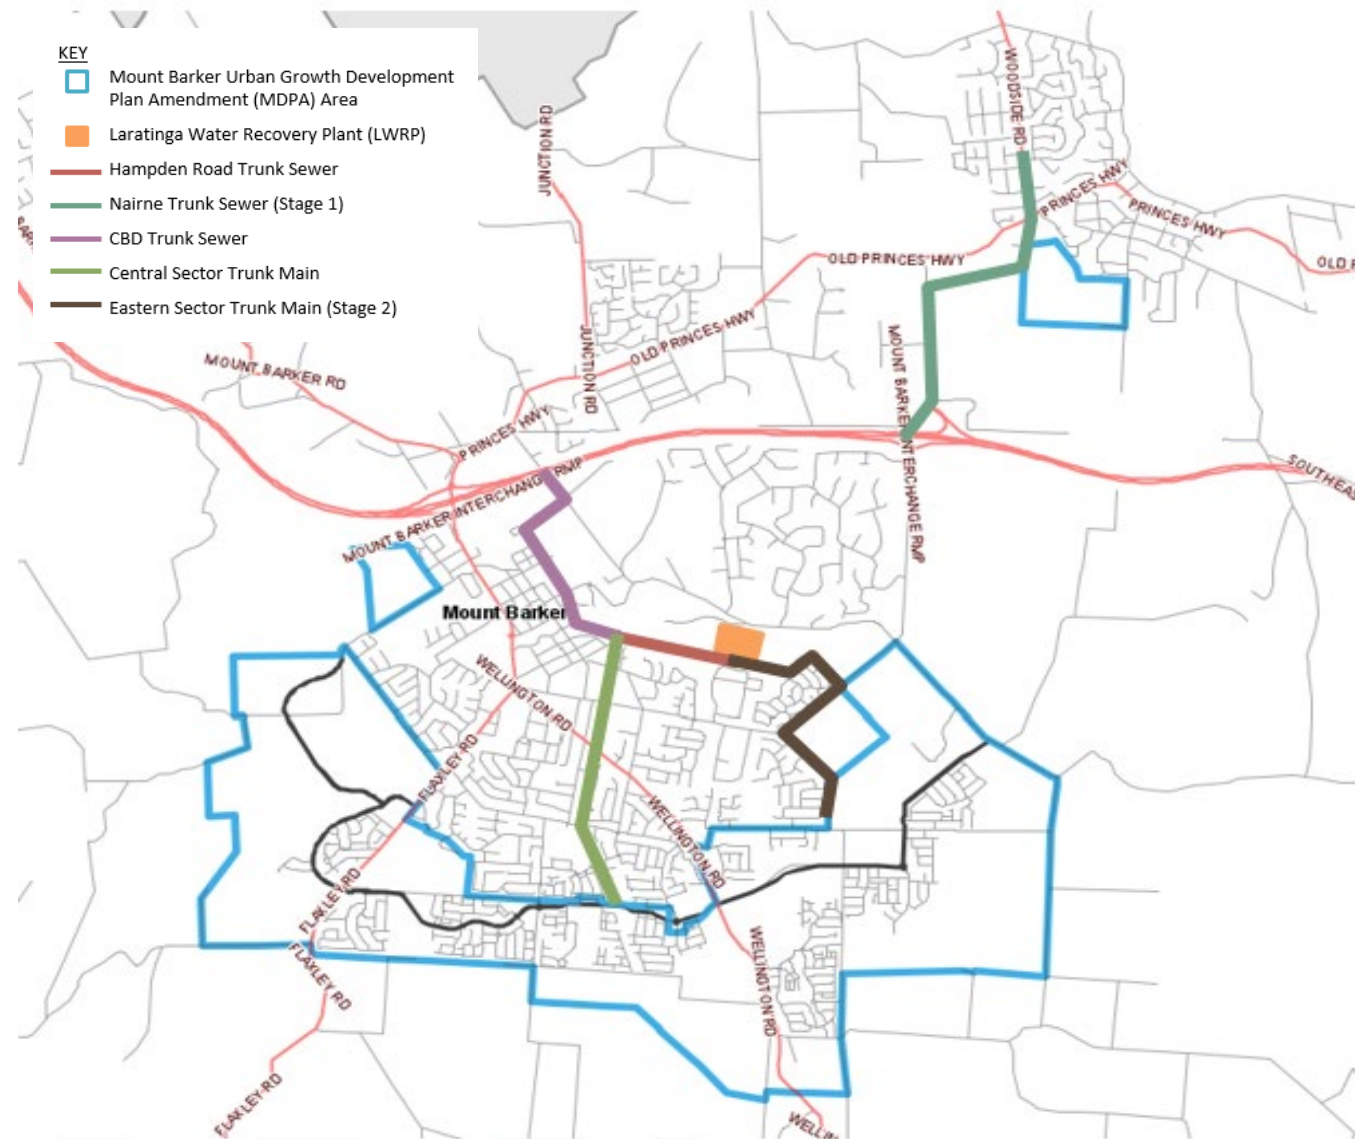 KEY
Mount Barker Urban Growth Development
Plan Amendment (MDPA) Area
Laratinga Water Recovery Plant (LWRP)
Hampden Road Trunk Sewer
Nairne Trunk Sewer (Stage 1)
CBD Trunk Sewer
Central Sector Trunk Main
Eastern Sector Trunk Main (Stage 2)
WOODSIDE RD
JUNCTION RD
PRINCES HWY
PRINCES HWY
OLD PRINCES HWY
OLD
JUNCTION RD
OLD PRINCES HWY
MOUNT BARKER RD
MOUNT BARKER INTERCHANGE RMP
PRINCES HWY
MOUNT BARKER INTERCHANGE RMP
Mount Barker
WELLINGTON RD
FLAXLEY RD
WELLINGTON RD
FLAXLEY RD
FLAXLEY RD
WELLINGTON RD
FLAXLEY RD